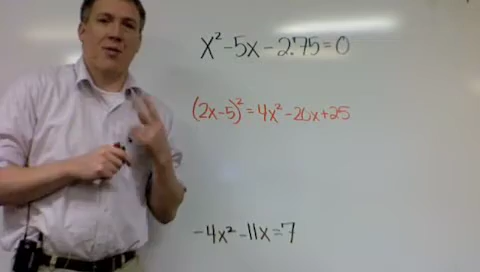 x² - 5x - 2.75 = 0
(2x-5)² = 4x² - 20x + 25
-4x² - 11x = 7